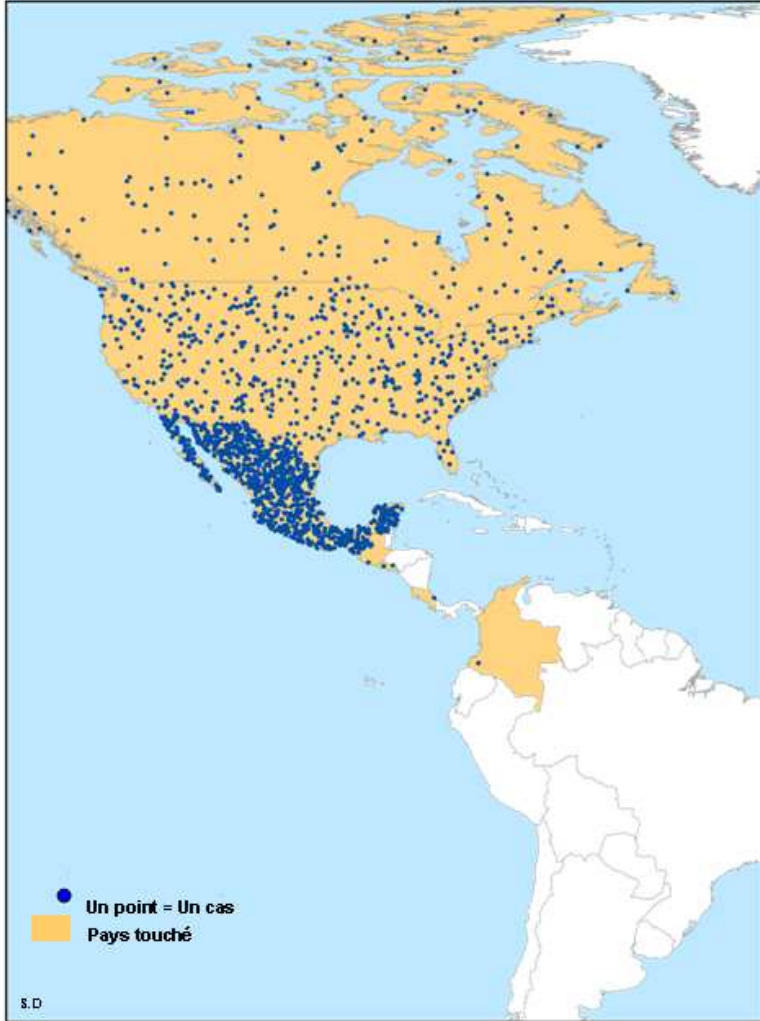 Un point = Un cas
Pays touché
S.D